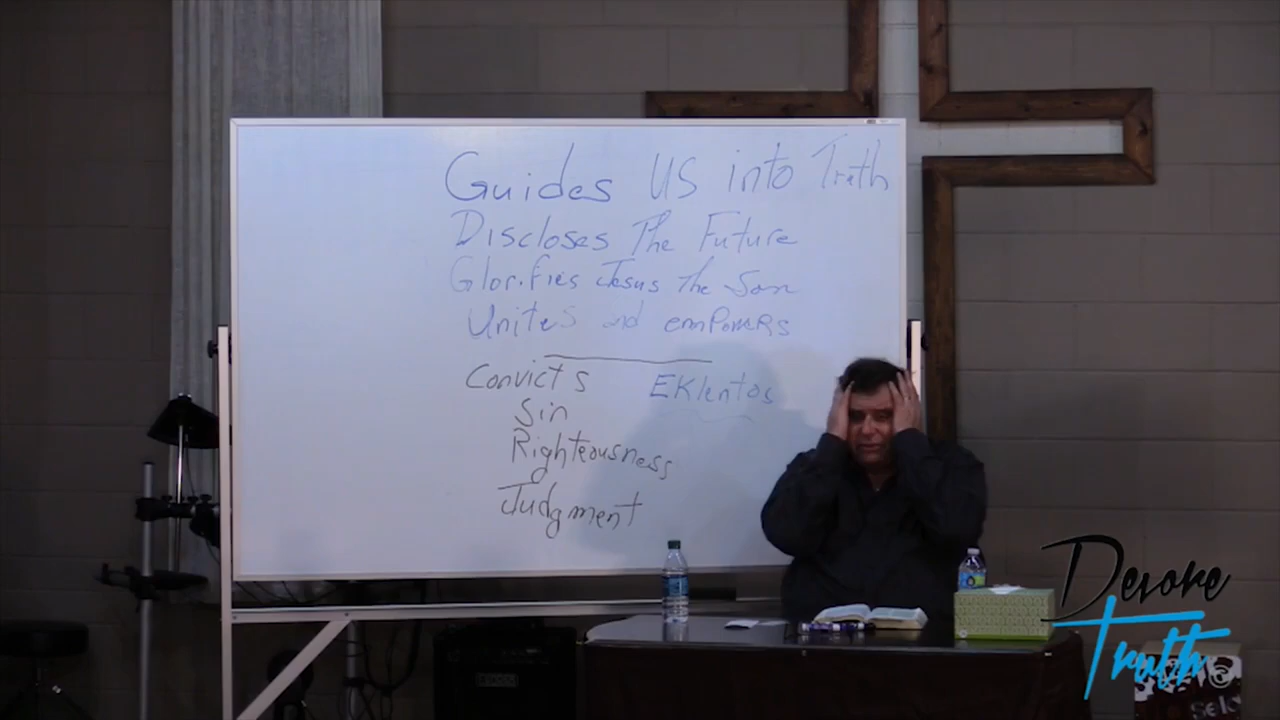 Guides US into Truth
Discloses The Future
Glorifies Jesus the Son
Unites and emPowers
Convicts
EKlentos
Sin
Righteousness
Judgment
Desore
Truth